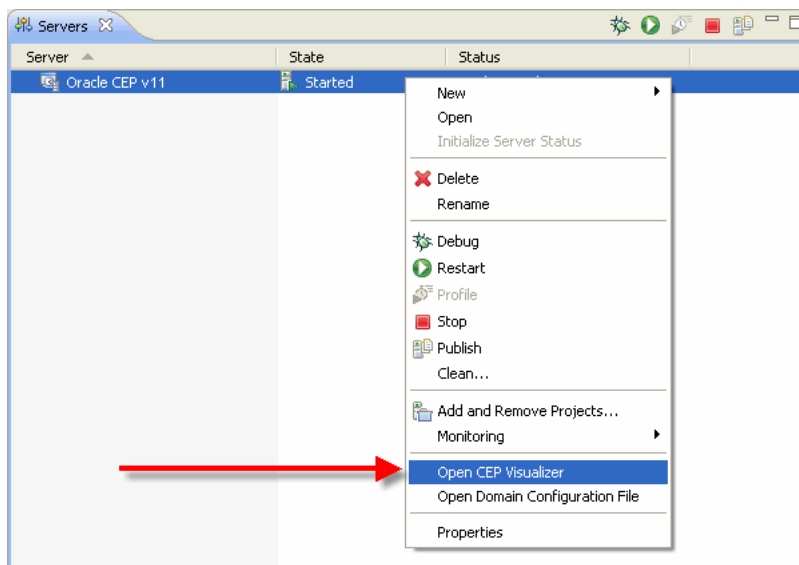 Servers
Server State Status
Oracle CEP v11 Started
New
Open
Initialize Server Status
Delete
Rename
Debug
Restart
Profile
Stop
Publish
Clean...
Add and Remove Projects...
Monitoring
Open CEP Visualizer
Open Domain Configuration File
Properties